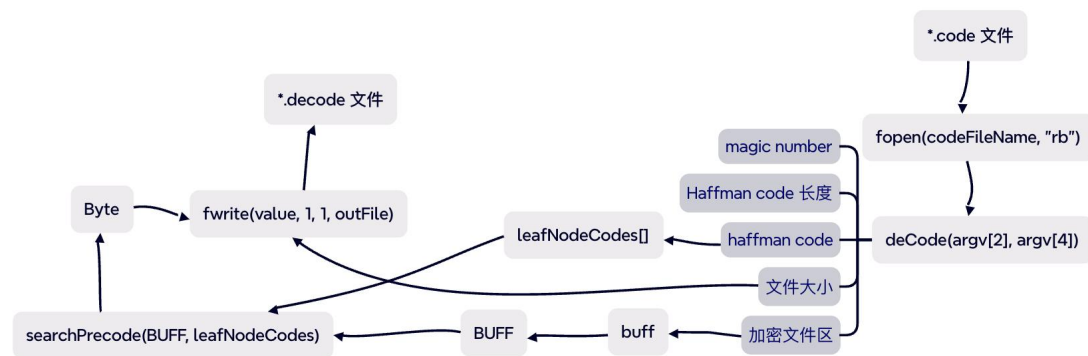 *.code 文件
*.decode 文件
fopen(codeFileName, "rb")
magic number
Haffman code 长度
Byte
fwrite(value, 1, 1, outFile)
leafNodeCodes[]
haffman code
deCode(argv[2], argv[4])
文件大小
searchPrecode(BUFF, leafNodeCodes)
BUFF
buff
加密文件区